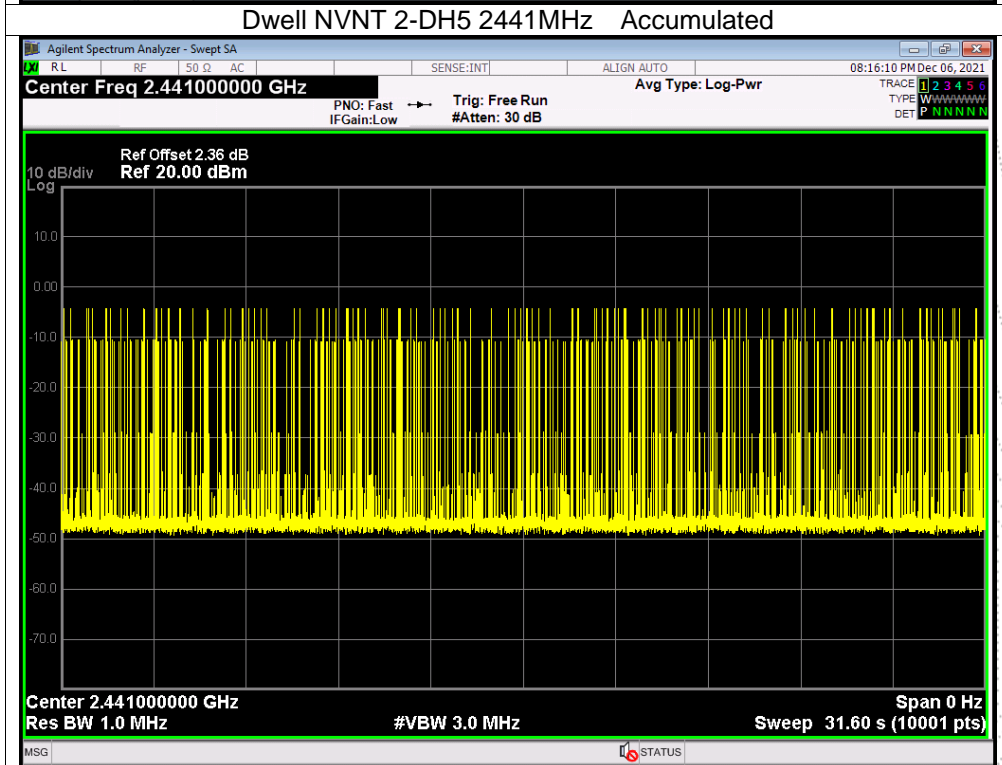 Dwell NVNT 2-DH5 2441MHz Accumulated
Agilent Spectrum Analyzer - Swept SA
LXI RL RF 50 Ω AC SENSE:INT ALIGN AUTO 08:16:10 PM Dec 06, 2021
Center Freq 2.441000000 GHz
PNO: Fast Trig: Free Run Avg Type: Log-Pwr TRACE 1 2 3 4 5 6
IFGain:Low #Atten: 30 dB TYPE WWWWWW
DET P N N N N N
Ref Offset 2.36 dB
10 dB/div Ref 20.00 dBm
Log
10.0
0.00
-10.0
-20.0
-30.0
-40.0
-50.0
-60.0
-70.0
Center 2.441000000 GHz Span 0 Hz
Res BW 1.0 MHz #VBW 3.0 MHz Sweep 31.60 s (10001 pts)
MSG STATUS